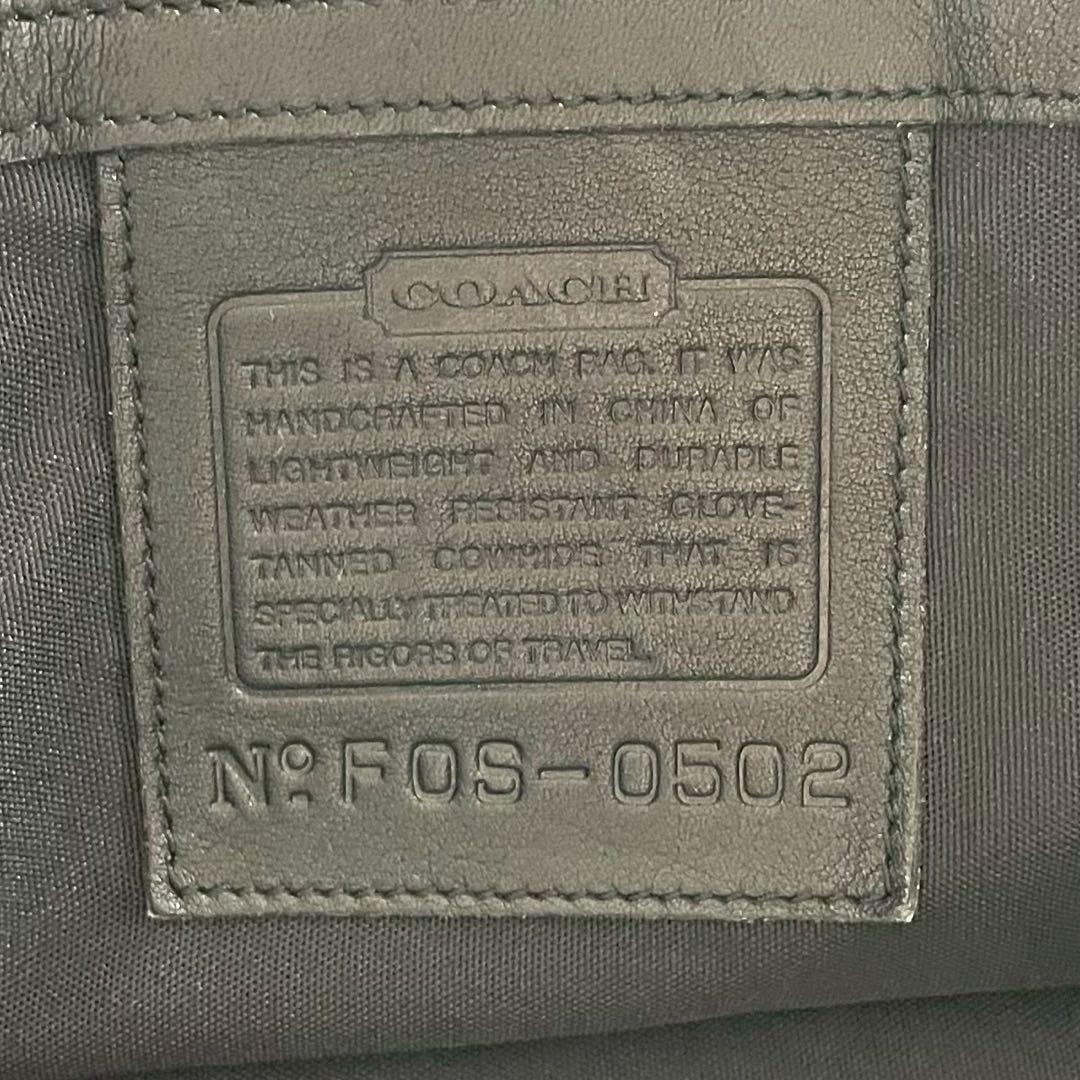 COACH
THIS IS A COACH BAG. IT WAS
HANDCRAFTED IN CHINA OF
LIGHTWEIGHT AND DURABLE
WEATHER RESISTANT GLOVE-
TANNED COWHIDE THAT IS
SPECIALLY TREATED TO WITHSTAND
THE RIGORS OF TRAVEL.
Nº F0S-0502